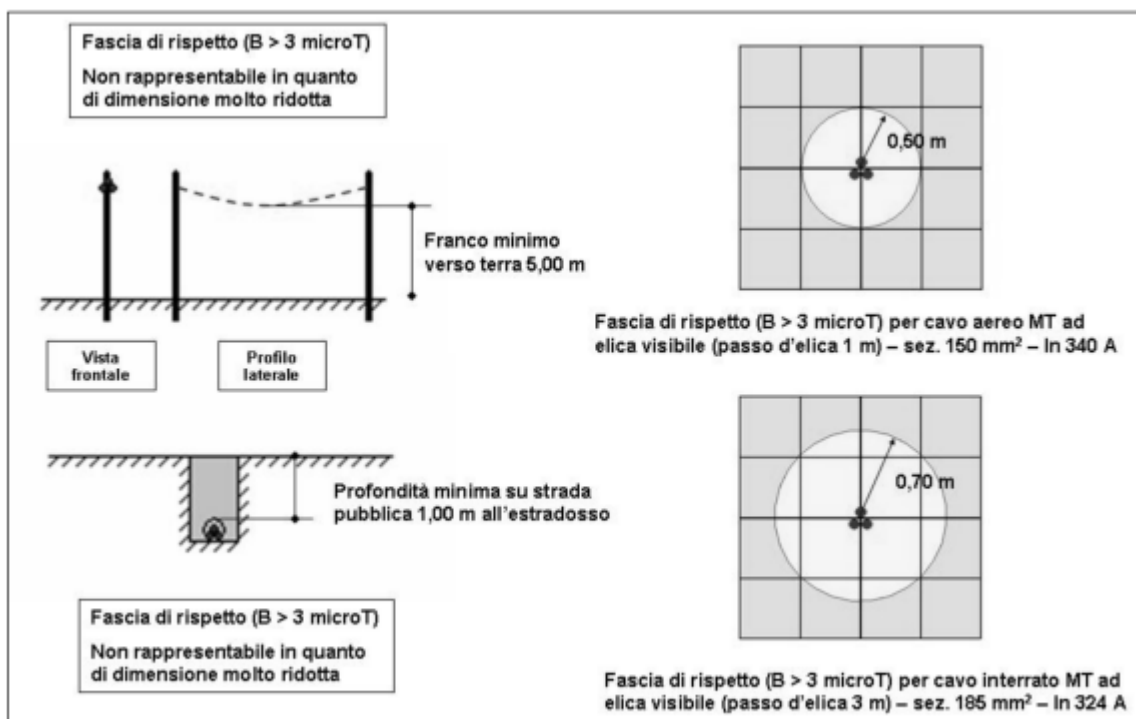 Fascia di rispetto (B > 3 microT)
Non rappresentabile in quanto
di dimensione molto ridotta
Franco minimo
verso terra 5,00 m
Vista
frontale
Profilo
laterale
Profondità minima su strada
pubblica 1,00 m all'estradosso
Fascia di rispetto (B > 3 microT)
Non rappresentabile in quanto
di dimensione molto ridotta
0,50 m
Fascia di rispetto (B > 3 microT) per cavo aereo MT ad
elica visibile (passo d'elica 1 m) – sez. 150 mm² – In 340 A
0,70 m
Fascia di rispetto (B > 3 microT) per cavo interrato MT ad
elica visibile (passo d'elica 3 m) – sez. 185 mm² – In 324 A